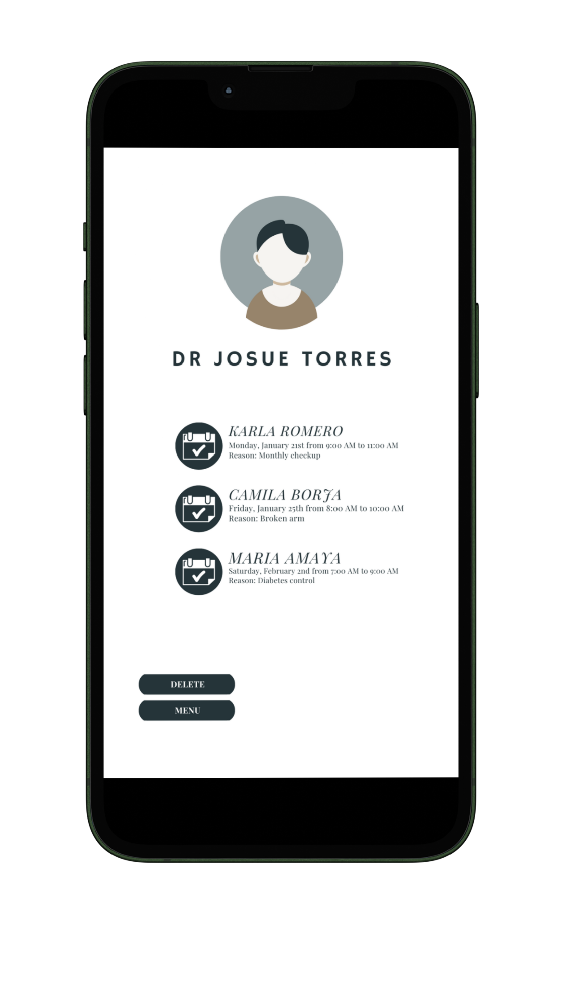 DR JOSUE TORRES
KARLA ROMERO
Monday, January 21st from 9:00 AM to 11:00 AM
Reason: Monthly checkup
CAMILA BORJA
Friday, January 25th from 8:00 AM to 10:00 AM
Reason: Broken arm
MARIA AMAYA
Saturday, February 2nd from 7:00 AM to 9:00 AM
Reason: Diabetes control
DELETE
MENU